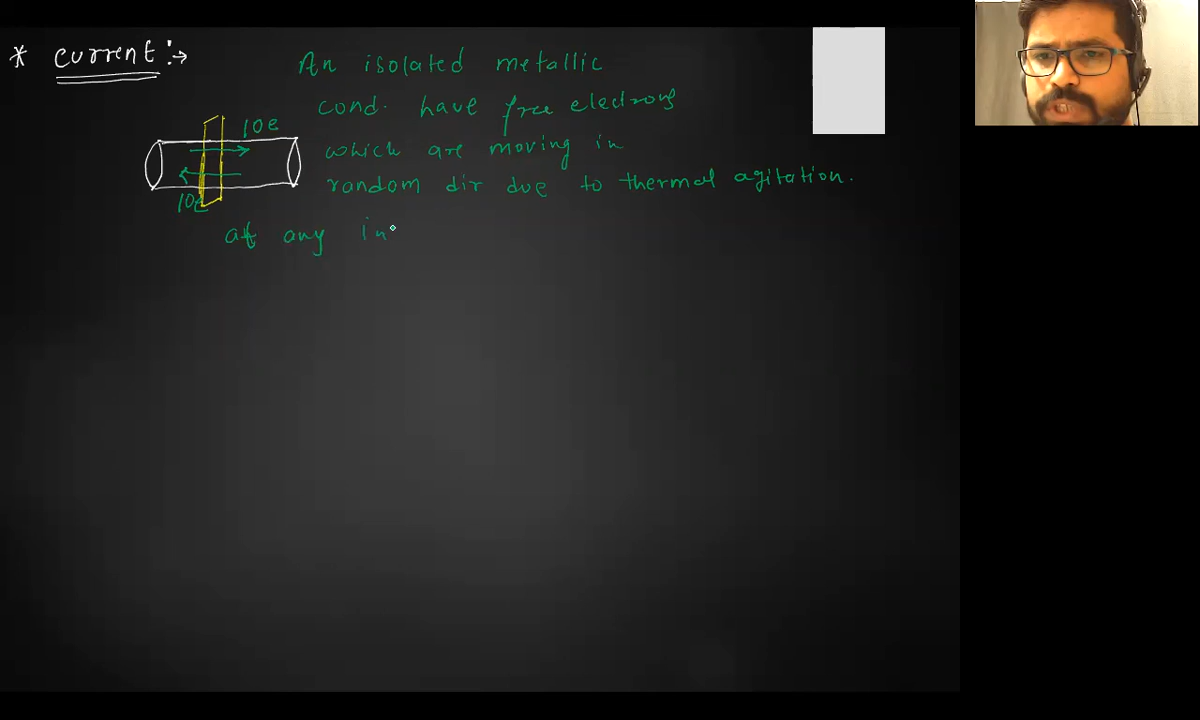 * Current :→
An isolated metallic
cond. have free electrons
10e
which are moving in
random dir due to thermal agitation.
10e
at any in